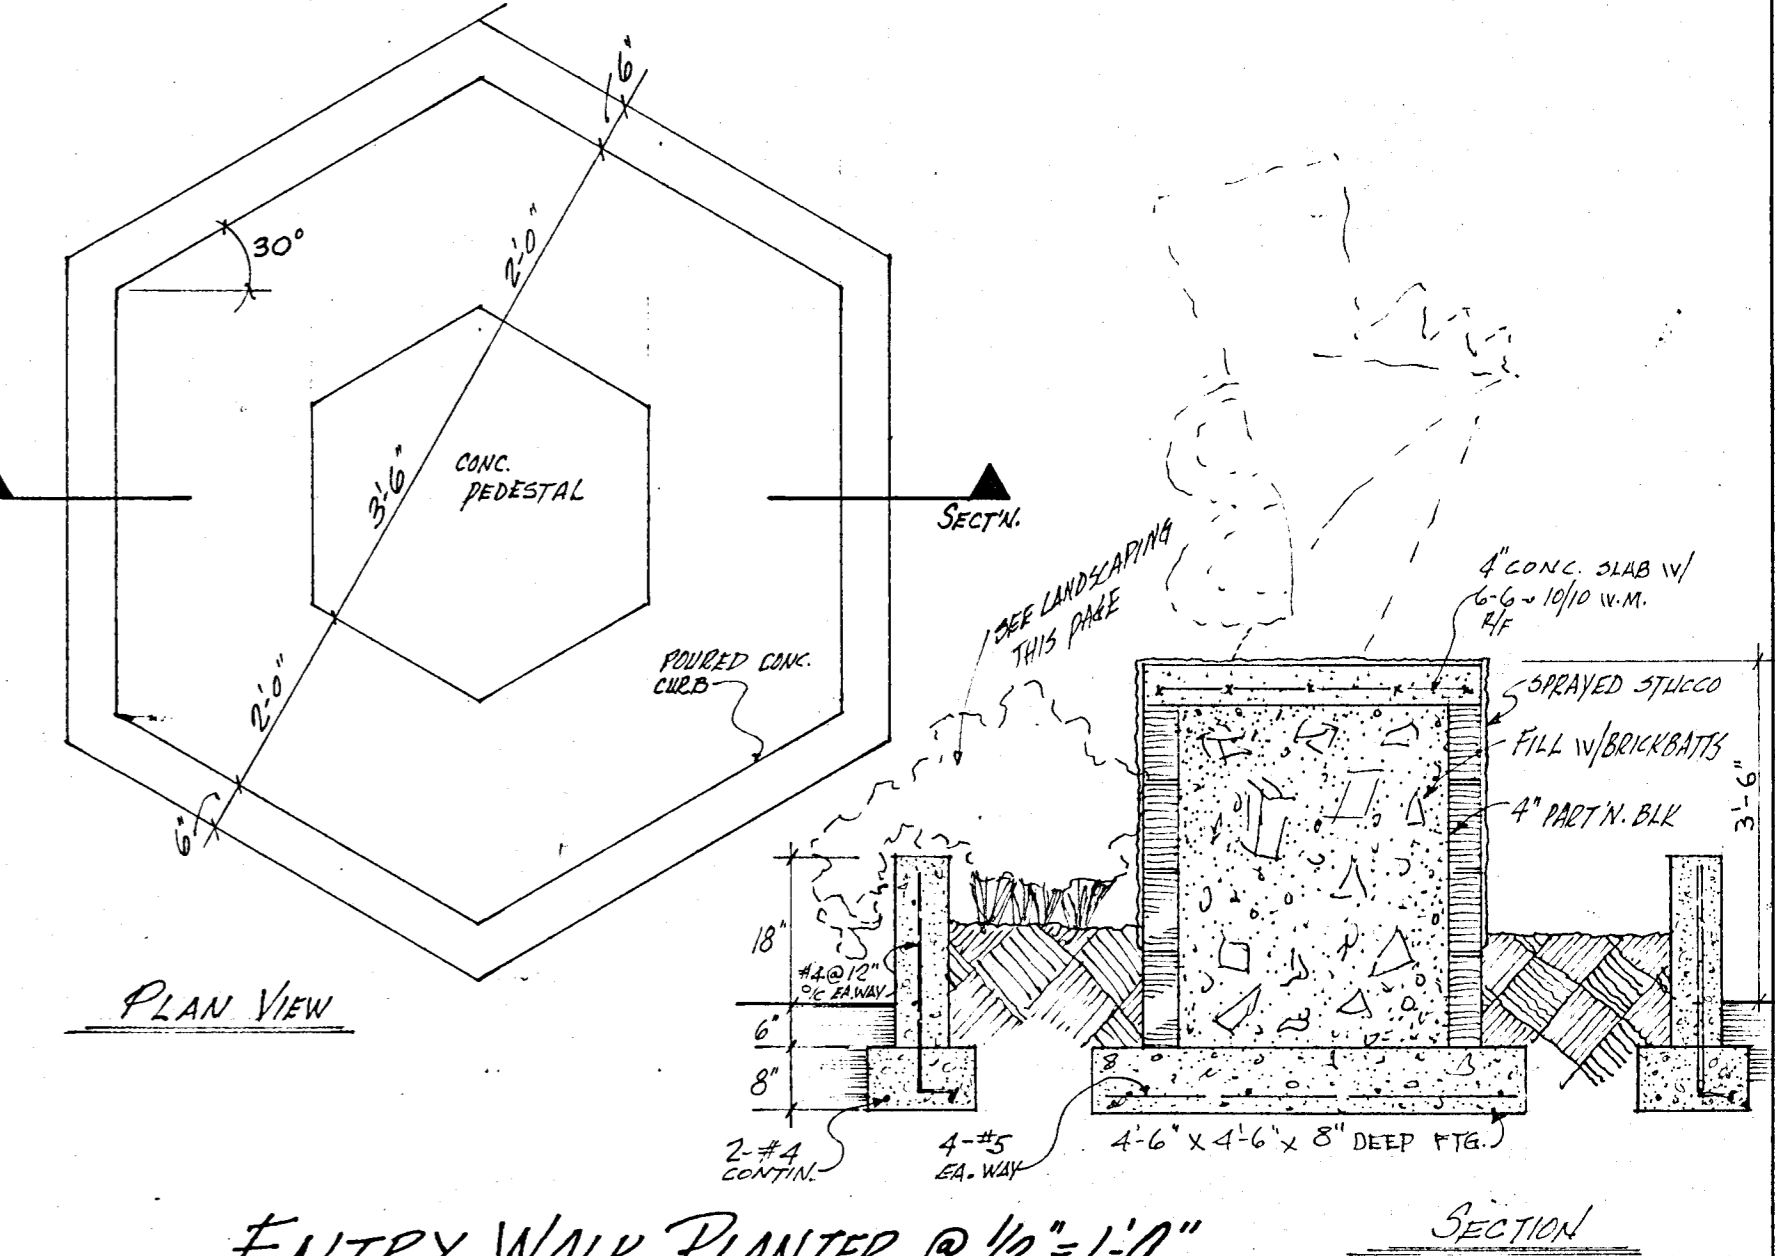 6"
30°
2'-0"
3'-6"
CONC.
PEDESTAL
SECT'N.
2'-0"
POURED CONC.
CURB
6"
PLAN VIEW
SEE LANDSCAPING
THIS PAGE
4" CONC. SLAB W/
6-6 - 10/10 W.M.
R/F
SPRAYED STUCCO
FILL W/BRICKBATTS
4" PART'N. BLK
3'-6"
18"
#4@12"
O/C EA.WAY
6"
8"
2-#4
CONTIN.
4-#5
EA. WAY
4'-6" X 4'-6" X 8" DEEP FTG.
ENTRY WALK PLANTER @ 1/2"=1'-0"
SECTION